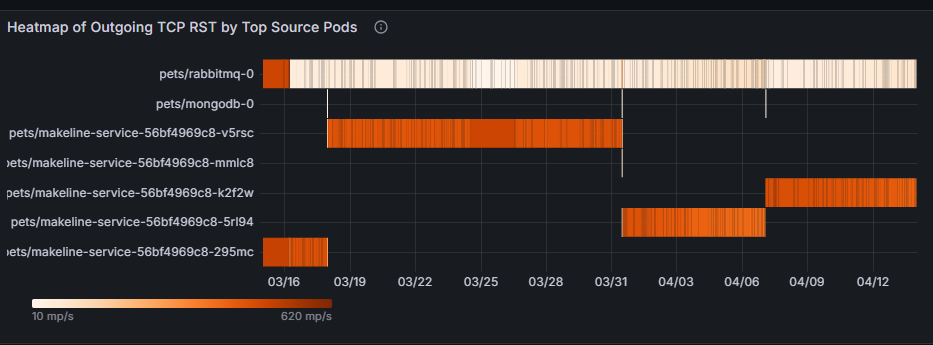 Heatmap of Outgoing TCP RST by Top Source Pods
pets/rabbitmq-0
pets/mongodb-0
pets/makeline-service-56bf4969c8-v5rsc
pets/makeline-service-56bf4969c8-mmlc8
pets/makeline-service-56bf4969c8-k2f2w
pets/makeline-service-56bf4969c8-5rl94
pets/makeline-service-56bf4969c8-295mc
03/16 03/19 03/22 03/25 03/28 03/31 04/03 04/06 04/09 04/12
10 mp/s 620 mp/s